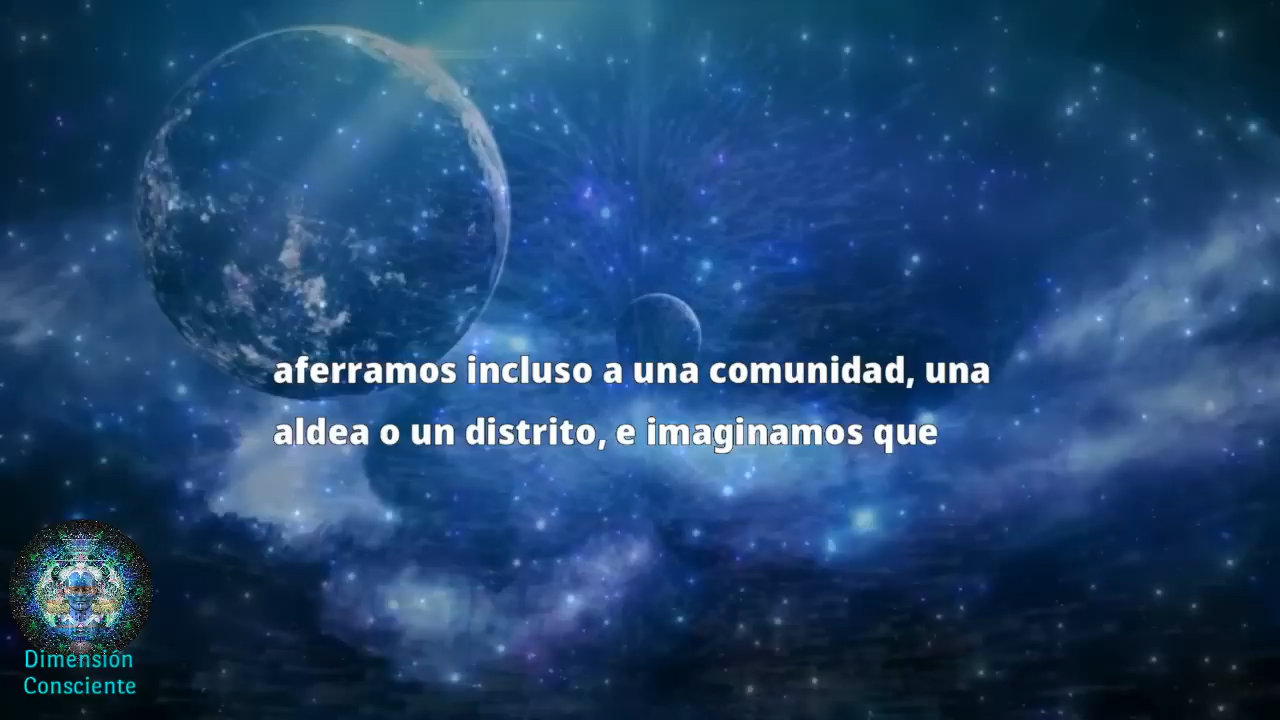 aferramos incluso a una comunidad, una
aldea o un distrito, e imaginamos que
Dimensión
Consciente